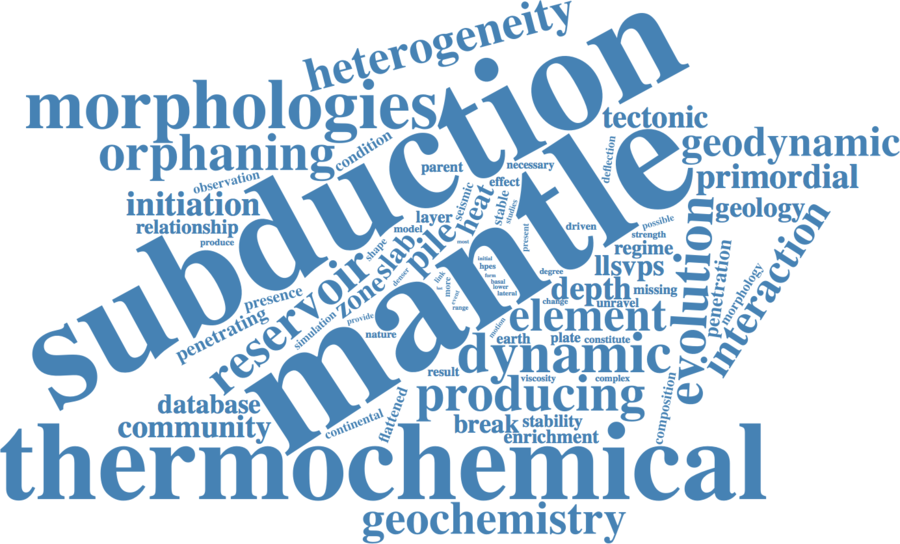 heterogeneity
subduction
morphologies
tectonic
orphaning
condition
geodynamic
parent
necessary
deflection
primordial
observation
effect
seismic
heat
stable
studies
initiation
layer
geology
relationship
model
driven
possible
strength
produce
shape
pile
most
present
regime
interaction
slab
mantle
initial
hpes
llsvps
evolution
penetration
reservoir
zone
denser
link
more
form
basal
degree
depth
missing
morphology
presence
lower
lateral
event
range
change
unravel
penetrating
simulation
provide
nature
motion
element
earth
plate
constitute
dynamic
result
viscosity
complex
composition
database
continental
flattened
producing
community
break
stability
enrichment
thermochemical
geochemistry